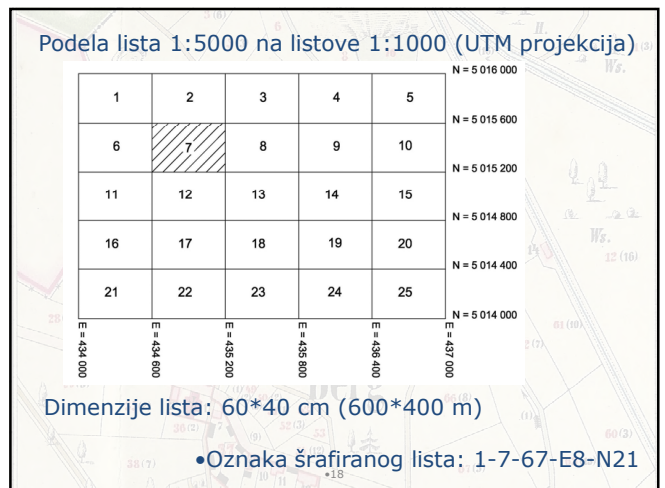 Podela lista 1:5000 na listove 1:1000 (UTM projekcija)
N = 5 016 000
1 2 3 4 5
N = 5 015 600
6 7 8 9 10
N = 5 015 200
11 12 13 14 15
N = 5 014 800
16 17 18 19 20
N = 5 014 400
21 22 23 24 25
N = 5 014 000
E = 434 000
E = 434 600
E = 435 200
E = 435 800
E = 436 400
E = 437 000
Dimenzije lista: 60*40 cm (600*400 m)
•Oznaka šrafiranog lista: 1-7-67-E8-N21
•18